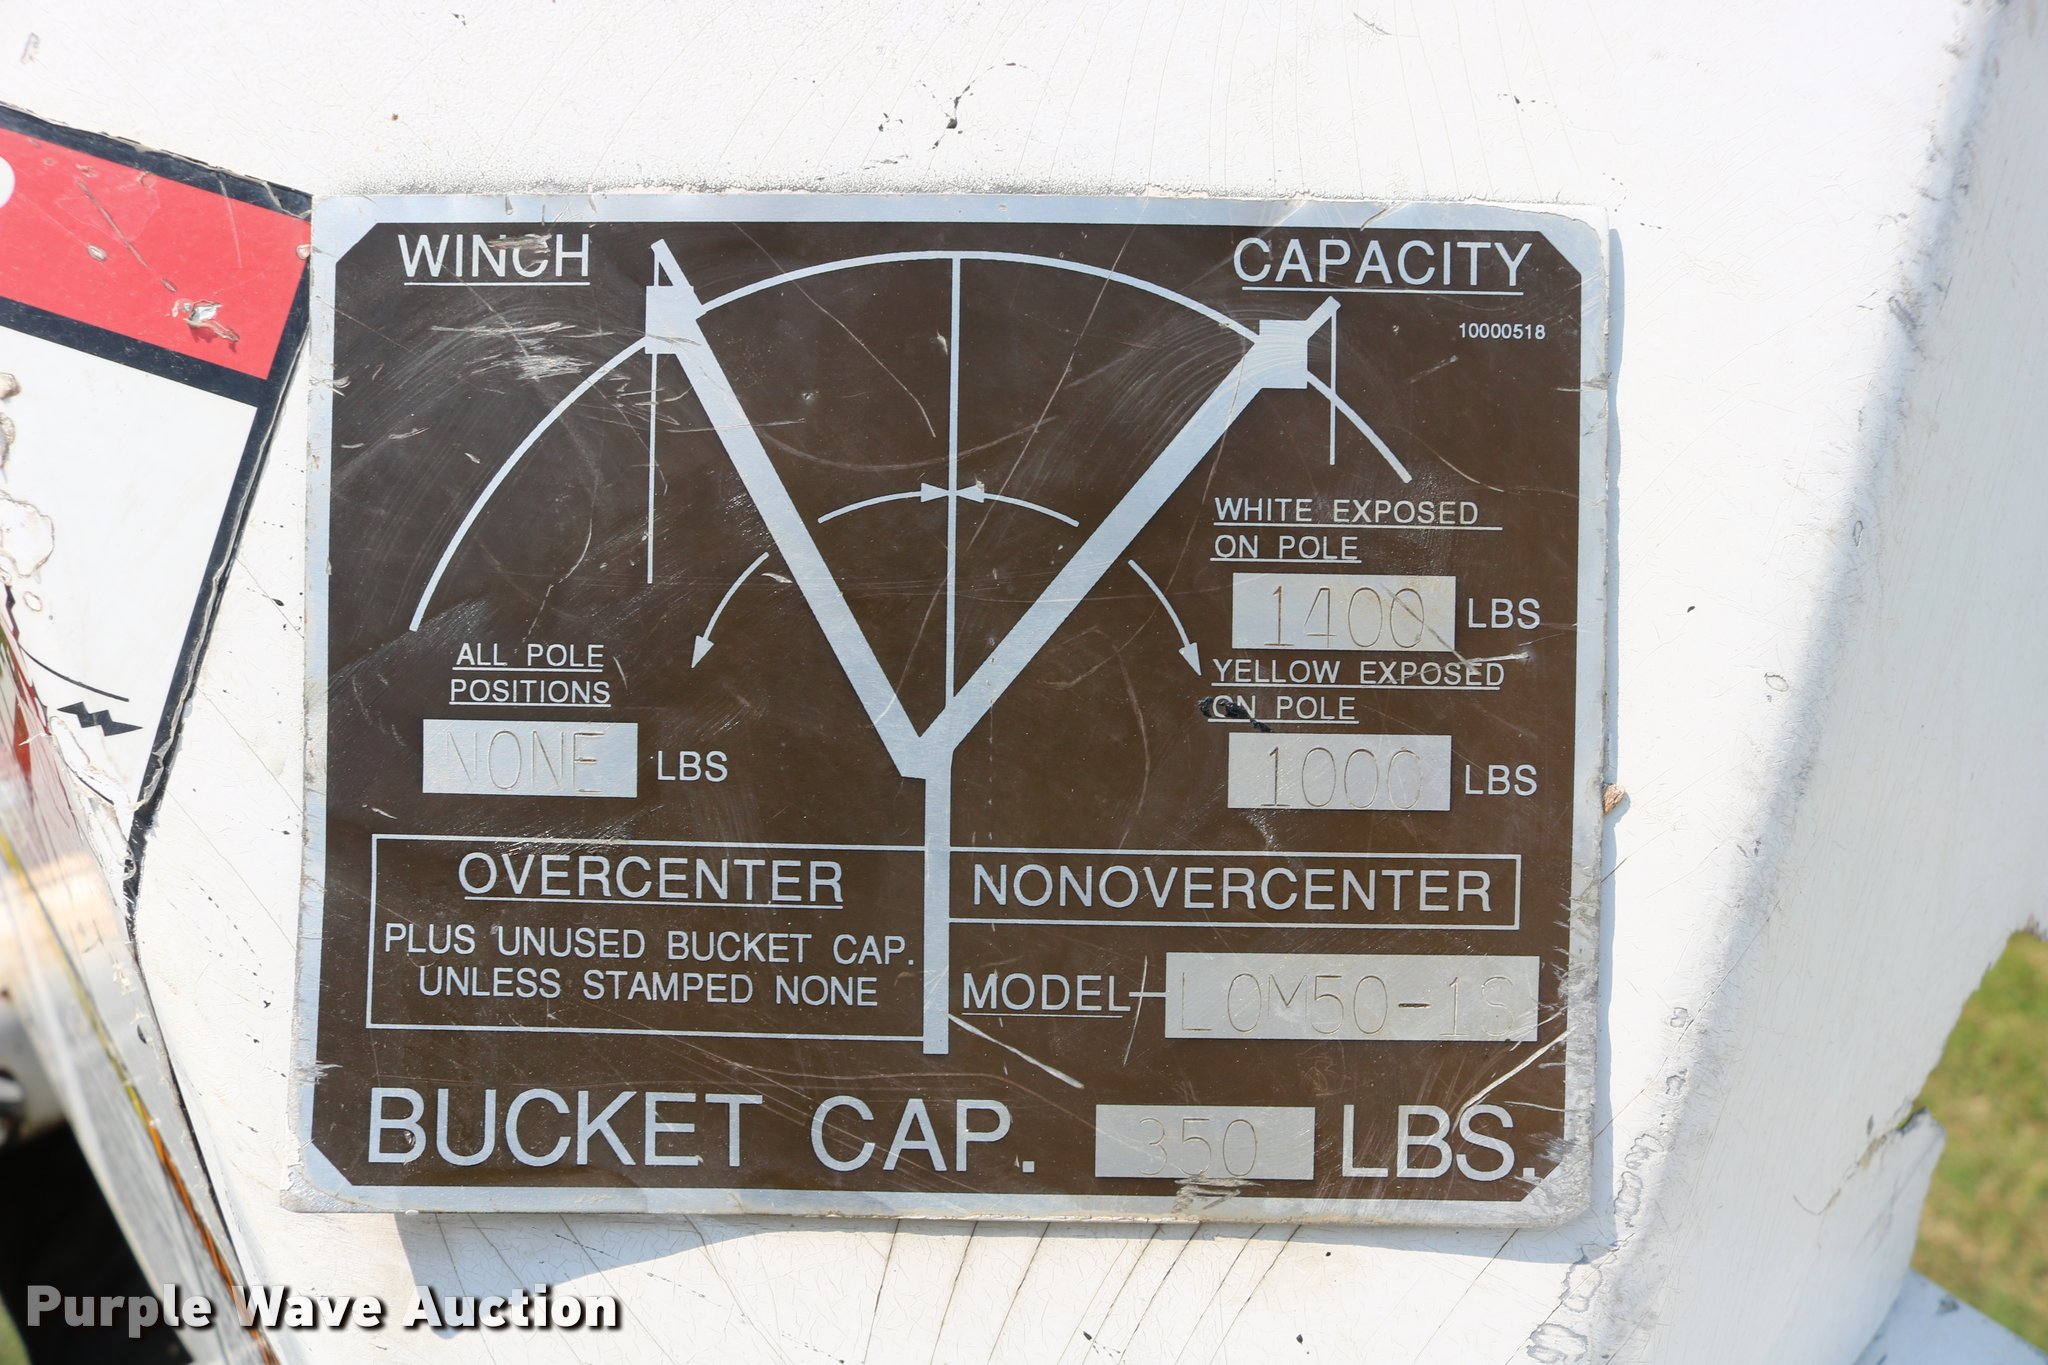 WINCH
CAPACITY
10000518
WHITE EXPOSED
ON POLE
1400 LBS
YELLOW EXPOSED
ON POLE
1000 LBS
ALL POLE
POSITIONS
NONE LBS
OVERCENTER
PLUS UNUSED BUCKET CAP.
UNLESS STAMPED NONE
NONOVERCENTER
MODEL LOM50-1S
BUCKET CAP. 350 LBS.
Purple Wave Auction